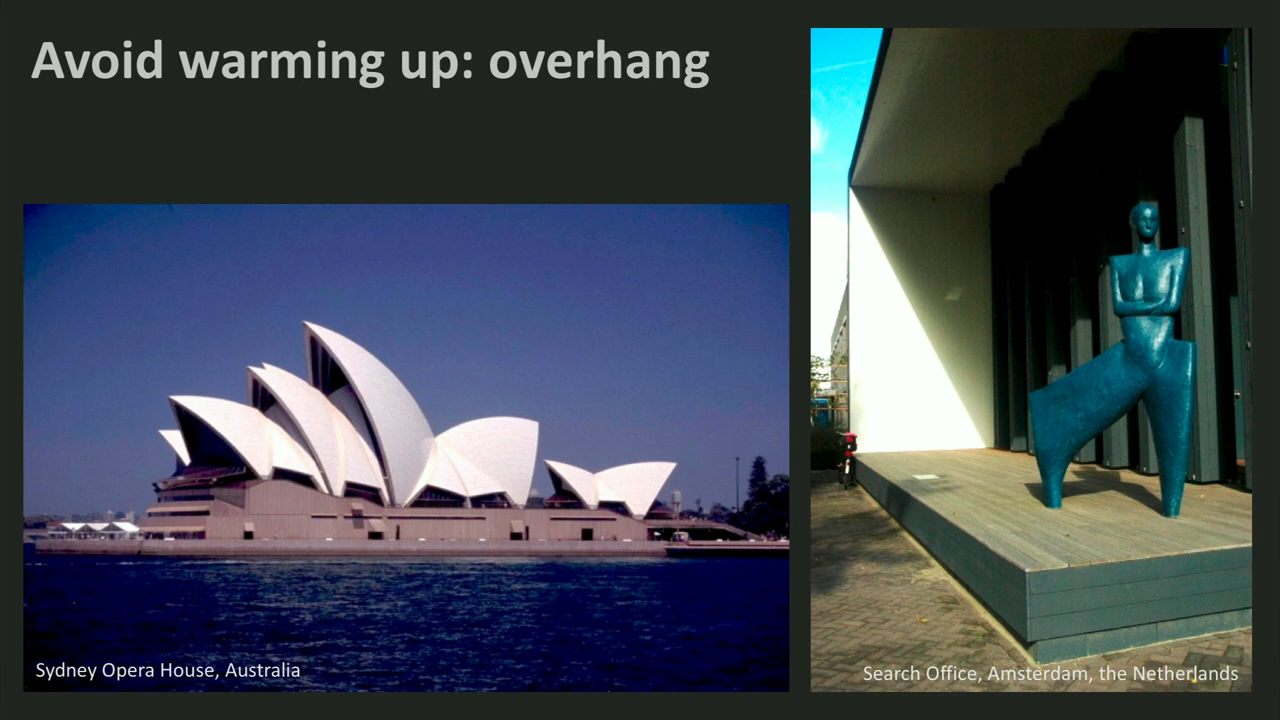 Avoid warming up: overhang
Sydney Opera House, Australia
Search Office, Amsterdam, the Netherlands